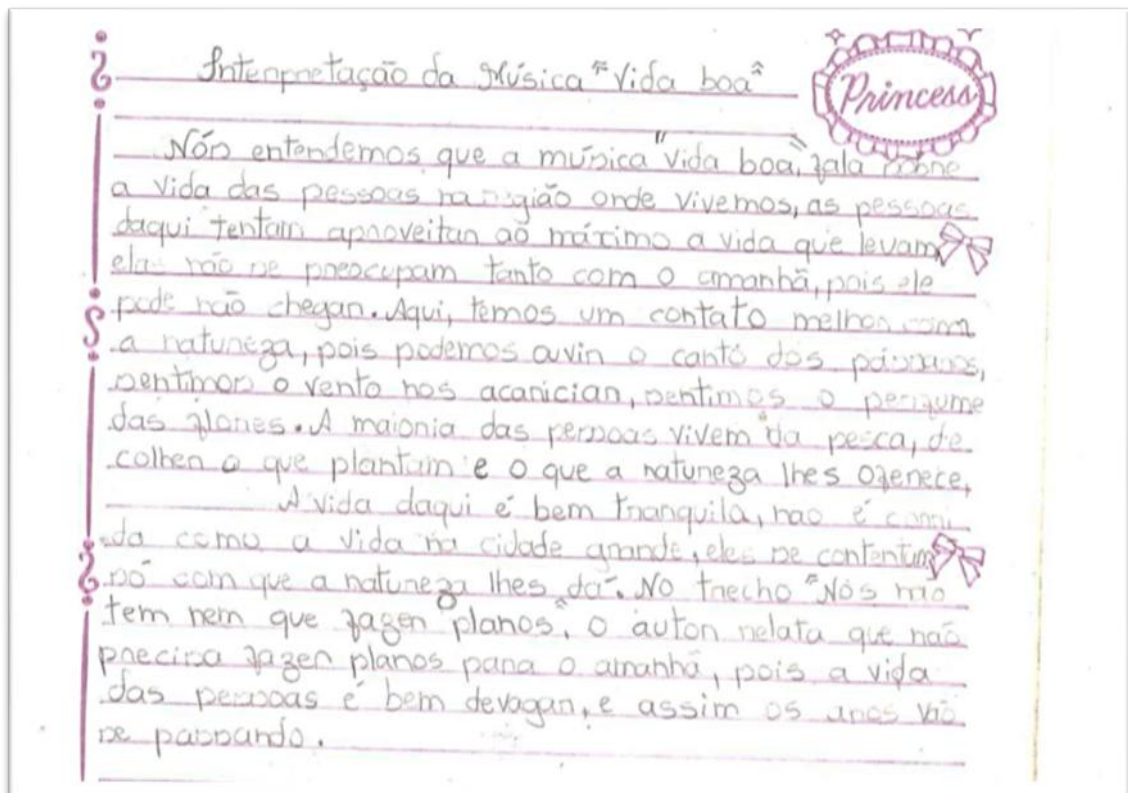 Interpretação da Música "Vida boa"
Princess
Nós entendemos que a música "Vida boa", fala sobre
a vida das pessoas na região onde vivemos, as pessoas
daqui tentam aproveitar ao máximo a vida que levam,
elas não se preocupam tanto com o amanhã, pois ele
pode não chegar. Aqui, temos um contato melhor com
a natureza, pois podemos ouvir o canto dos pássaros,
sentimos o vento nos acariciar, sentimos o perfume
das flores. A maioria das pessoas vivem da pesca, de
colher o que plantam e o que a natureza lhes oferece,
A vida daqui é bem tranquila, nao é corri
da como a vida na cidade grande, eles se contentam
só com que a natureza lhes dá. No trecho "Nós não
tem nem que fazer planos", o autor relata que não
precisa fazer planos para o amanhã, pois a vida
das pessoas é bem devagar, e assim os anos vão
se passando.